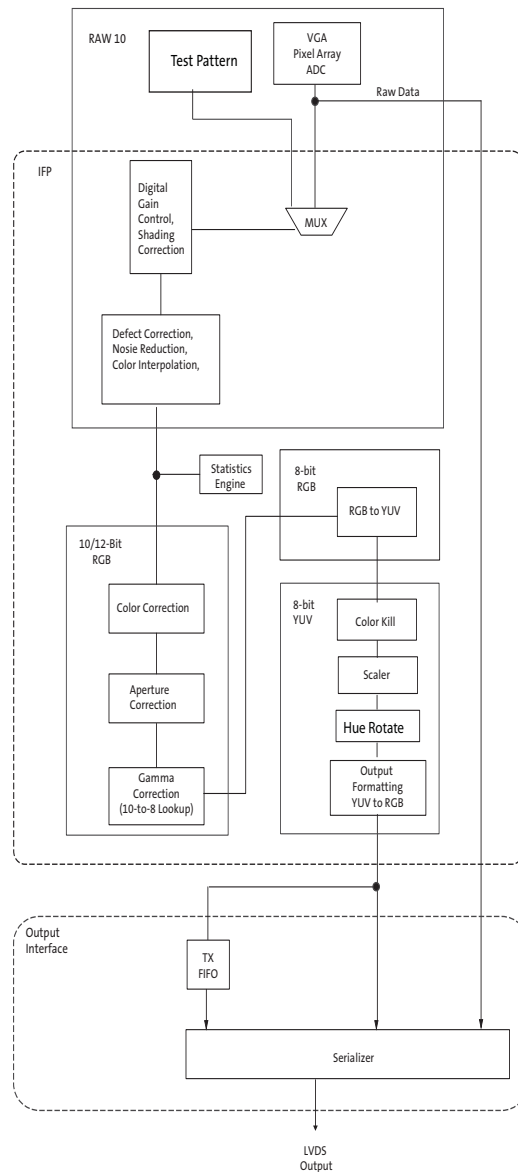 RAW 10
Test Pattern
VGA
Pixel Array
ADC
Raw Data
IFP
Digital
Gain
Control,
Shading
Correction
MUX
Defect Correction,
Nosie Reduction,
Color Interpolation,
Statistics
Engine
8-bit
RGB
RGB to YUV
10/12-Bit
RGB
Color Correction
Aperture
Correction
Gamma
Correction
(10-to-8 Lookup)
8-bit
YUV
Color Kill
Scaler
Hue Rotate
Output
Formatting
YUV to RGB
Output
Interface
TX
FIFO
Serializer
LVDS
Output